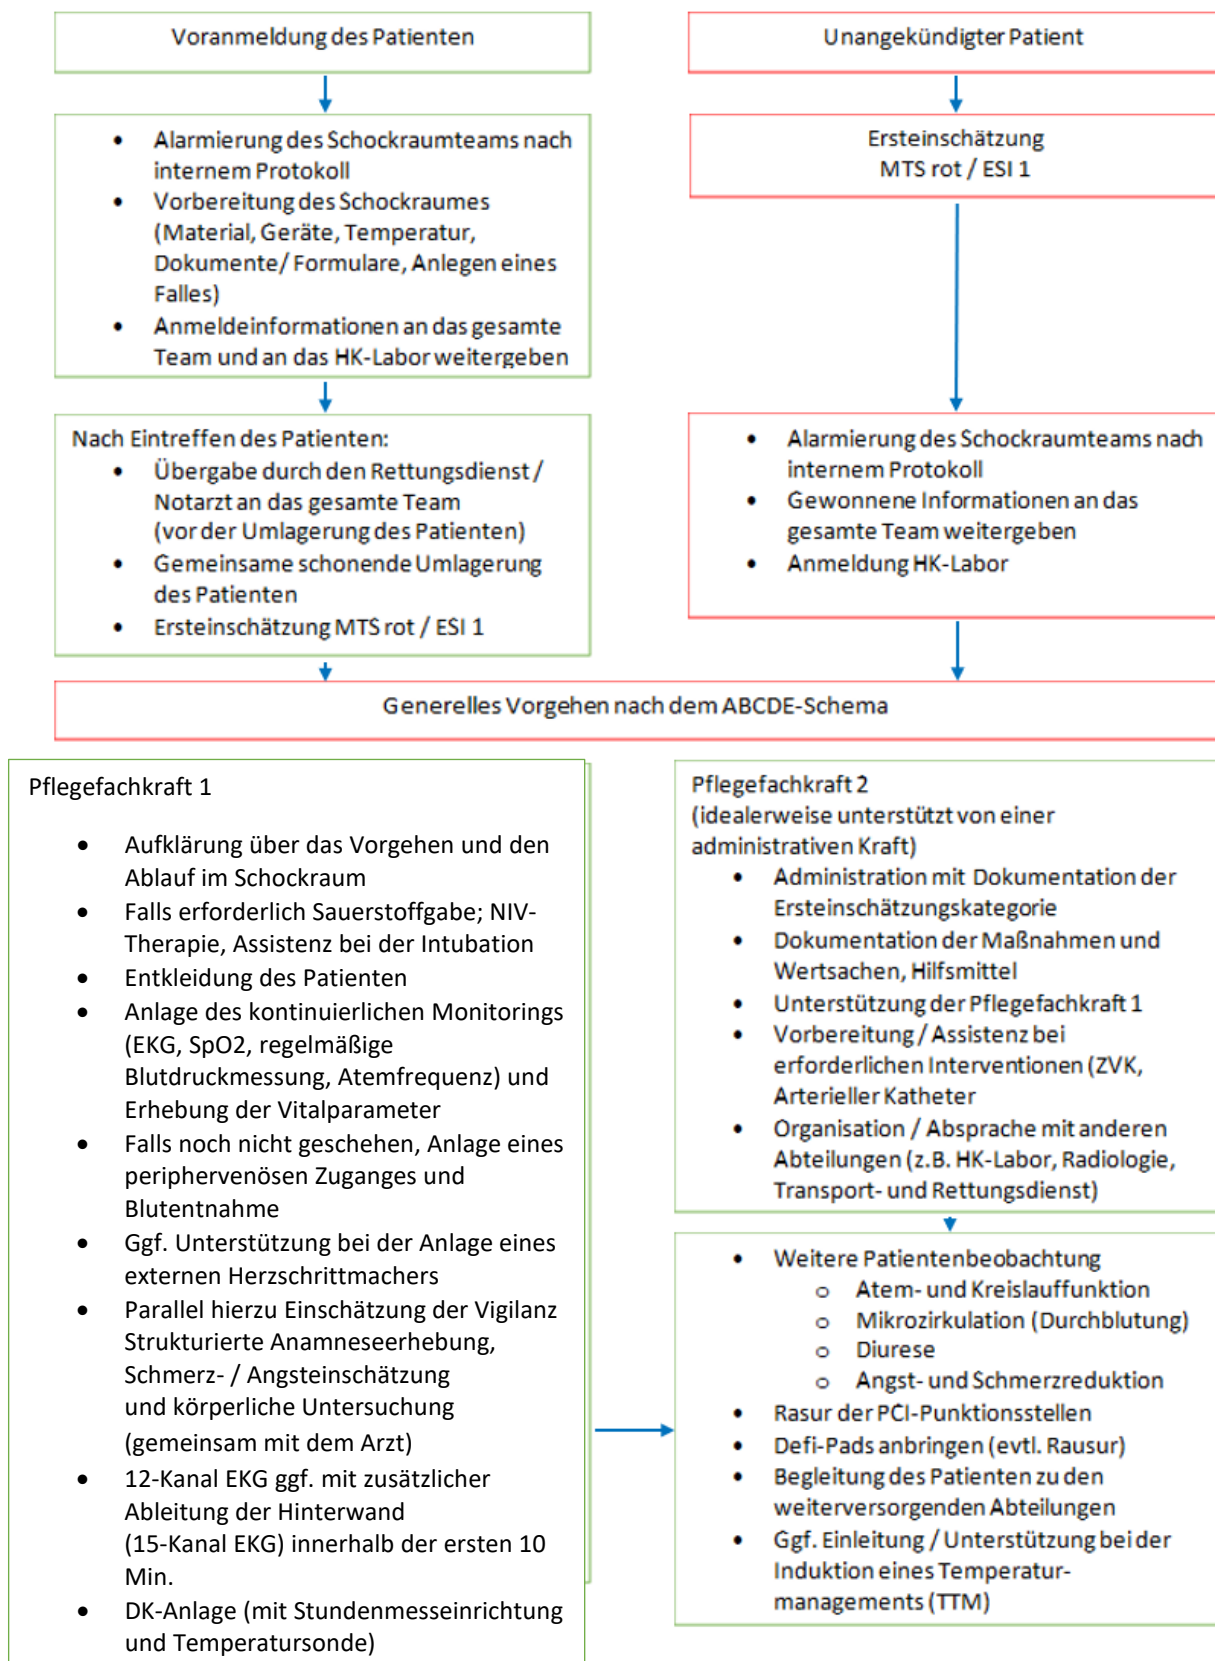 Voranmeldung des Patienten
Unangekündigter Patient
• Alarmierung des Schockraumteams nach
internem Protokoll
• Vorbereitung des Schockraumes
(Material, Geräte, Temperatur,
Dokumente/ Formulare, Anlegen eines
Falles)
• Anmeldeinformationen an das gesamte
Team und an das HK-Labor weitergeben
Ersteinschätzung
MTS rot / ESI 1
Nach Eintreffen des Patienten:
• Übergabe durch den Rettungsdienst /
Notarzt an das gesamte Team
(vor der Umlagerung des Patienten)
• Gemeinsame schonende Umlagerung
des Patienten
• Ersteinschätzung MTS rot / ESI 1
• Alarmierung des Schockraumteams nach
internem Protokoll
• Gewonnene Informationen an das
gesamte Team weitergeben
• Anmeldung HK-Labor
Generelles Vorgehen nach dem ABCDE-Schema
Pflegefachkraft 1
• Aufklärung über das Vorgehen und den
Ablauf im Schockraum
• Falls erforderlich Sauerstoffgabe; NIV-
Therapie, Assistenz bei der Intubation
• Entkleidung des Patienten
• Anlage des kontinuierlichen Monitorings
(EKG, SpO2, regelmäßige
Blutdruckmessung, Atemfrequenz) und
Erhebung der Vitalparameter
• Falls noch nicht geschehen, Anlage eines
periphervenösen Zuganges und
Blutentnahme
• Ggf. Unterstützung bei der Anlage eines
externen Herzschrittmachers
• Parallel hierzu Einschätzung der Vigilanz
Strukturierte Anamneseerhebung,
Schmerz- / Angsteinschätzung
und körperliche Untersuchung
(gemeinsam mit dem Arzt)
• 12-Kanal EKG ggf. mit zusätzlicher
Ableitung der Hinterwand
(15-Kanal EKG) innerhalb der ersten 10
Min.
• DK-Anlage (mit Stundenmesseinrichtung
und Temperatursonde)
Pflegefachkraft 2
(idealerweise unterstützt von einer
administrativen Kraft)
• Administration mit Dokumentation der
Ersteinschätzungskategorie
• Dokumentation der Maßnahmen und
Wertsachen, Hilfsmittel
• Unterstützung der Pflegefachkraft 1
• Vorbereitung / Assistenz bei
erforderlichen Interventionen (ZVK,
Arterieller Katheter
• Organisation / Absprache mit anderen
Abteilungen (z.B. HK-Labor, Radiologie,
Transport- und Rettungsdienst)
• Weitere Patientenbeobachtung
o Atem- und Kreislauffunktion
o Mikrozirkulation (Durchblutung)
o Diurese
o Angst- und Schmerzreduktion
• Rasur der PCI-Punktionsstellen
• Defi-Pads anbringen (evtl. Rausur)
• Begleitung des Patienten zu den
weiterversorgenden Abteilungen
• Ggf. Einleitung / Unterstützung bei der
Induktion eines Temperatur-
managements (TTM)